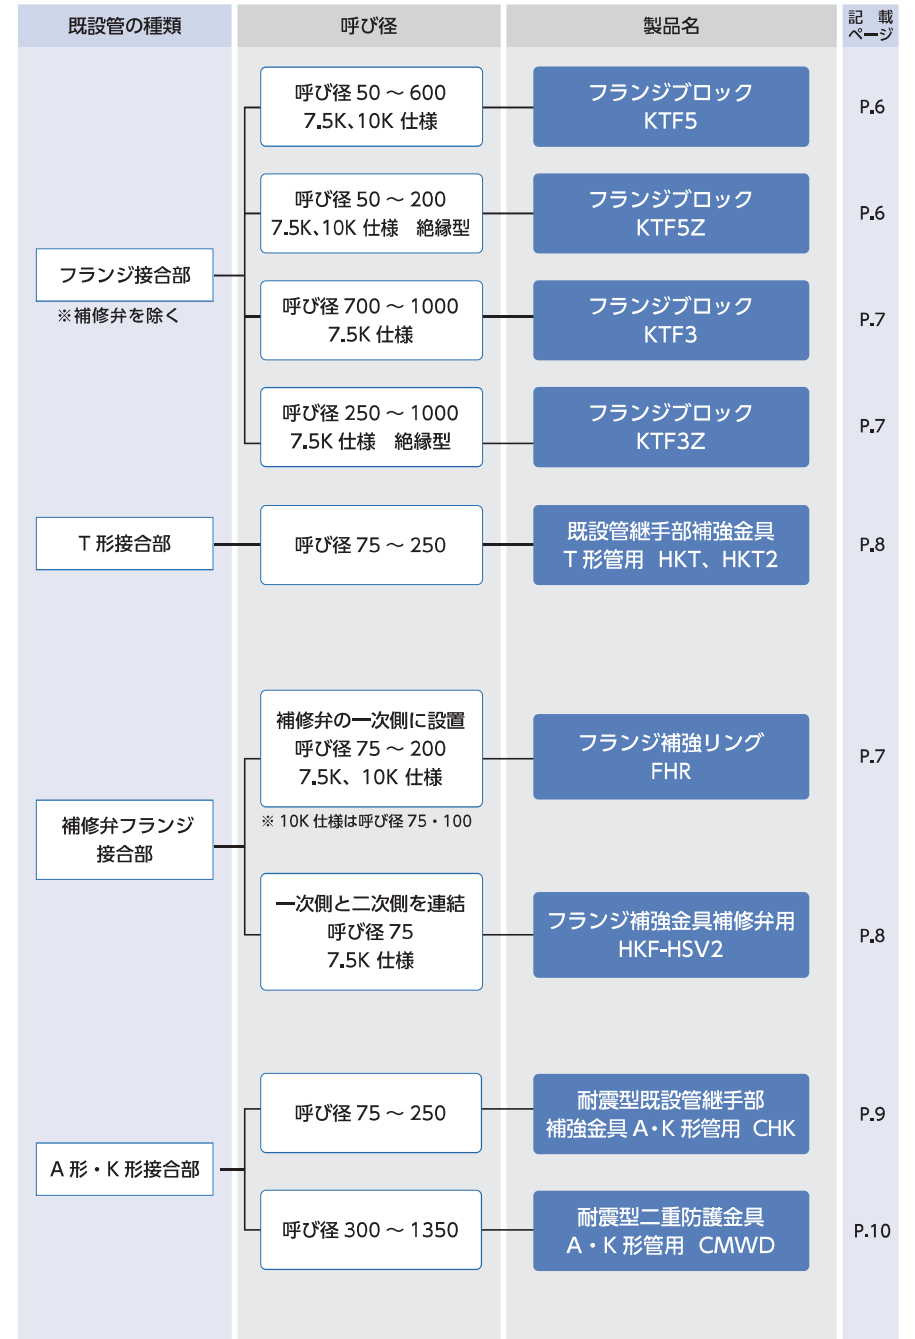 既設管の種類
呼び径
製品名
記 載
ページ
フランジ接合部
※補修弁を除く
呼び径 50 ～ 600
7.5K、10K 仕様
フランジブロック
KTF5
P.6
呼び径 50 ～ 200
7.5K、10K 仕様　絶縁型
フランジブロック
KTF5Z
P.6
呼び径 700 ～ 1000
7.5K 仕様
フランジブロック
KTF3
P.7
呼び径 250 ～ 1000
7.5K 仕様　絶縁型
フランジブロック
KTF3Z
P.7
T 形接合部
呼び径 75 ～ 250
既設管継手部補強金具
T 形管用 HKT、HKT2
P.8
補修弁フランジ
接合部
補修弁の一次側に設置
呼び径 75 ～ 200
7.5K、 10K 仕様
※ 10K 仕様は呼び径 75・100
フランジ補強リング
FHR
P.7
一次側と二次側を連結
呼び径 75
7.5K 仕様
フランジ補強金具補修弁用
HKF-HSV2
P.8
A 形・K 形接合部
呼び径 75 ～ 250
耐震型既設管継手部
補強金具 A・K 形管用 CHK
P.9
呼び径 300 ～ 1350
耐震型二重防護金具
A・K 形管用 CMWD
P.10